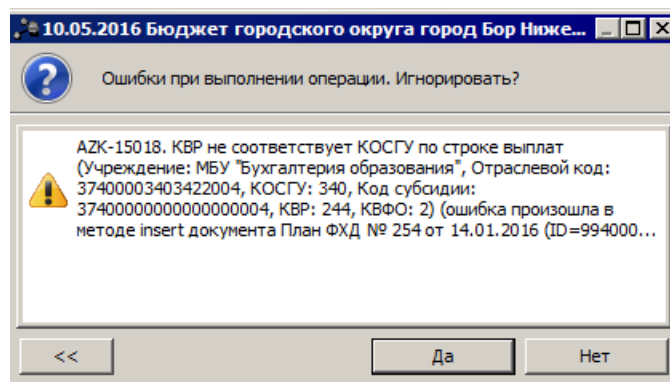 10.05.2016 Бюджет городского округа город Бор Ниже...
Ошибки при выполнении операции. Игнорировать?
AZK-15018. КВР не соответствует КОСГУ по строке выплат
(Учреждение: МБУ "Бухгалтерия образования", Отраслевой код:
37400003403422004, КОСГУ: 340, Код субсидии:
37400000000000000004, КВР: 244, КВФО: 2) (ошибка произошла в
методе insert документа План ФХД № 254 от 14.01.2016 (ID=994000...
<<
Да
Нет